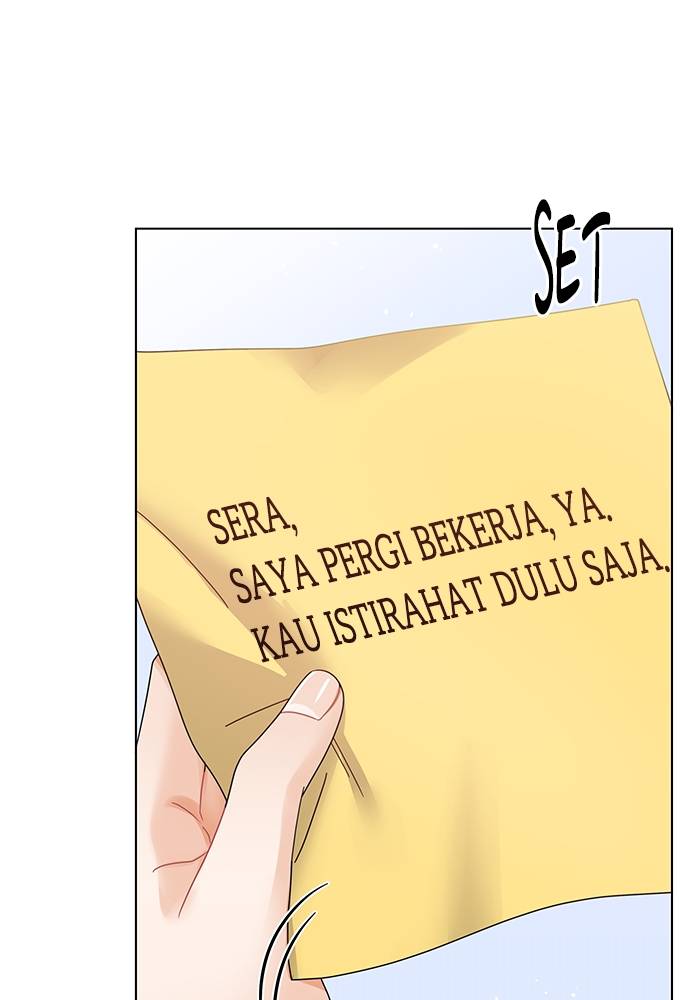 SET
SERA,
SAYA PERGI BEKERJA, YA.
KAU ISTIRAHAT DULU SAJA.